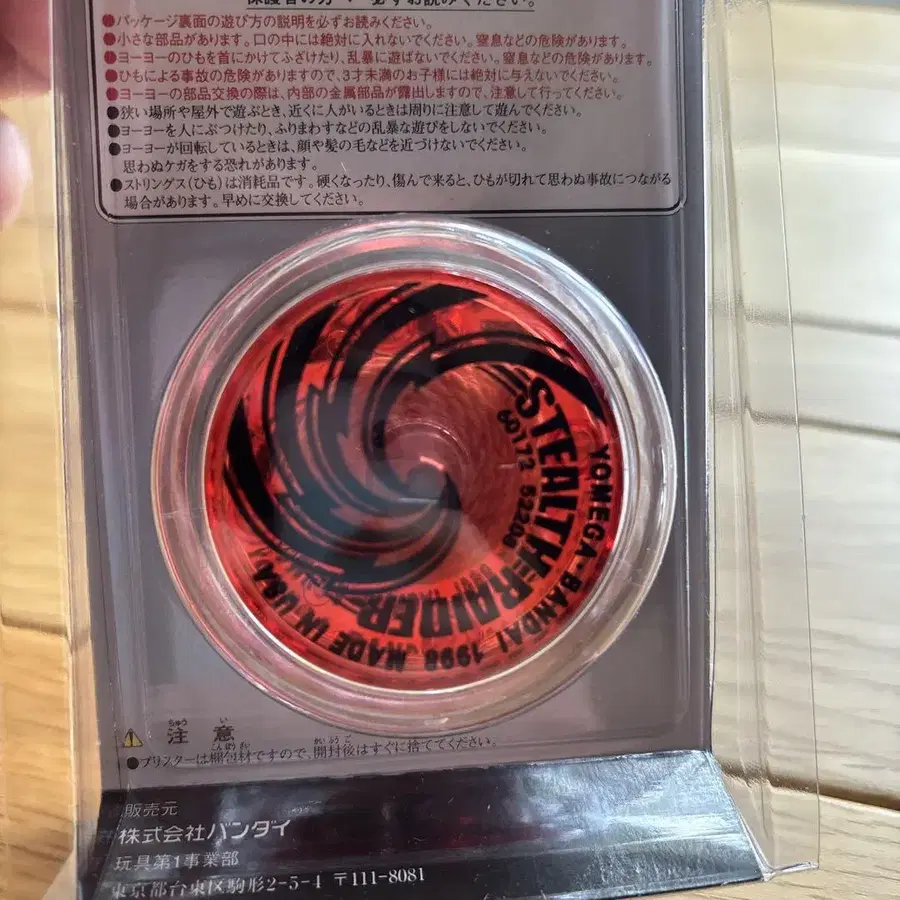 保護者の方へ 必ずお読みください。
●パッケージ裏面の遊び方の説明を必ずお読みください。
●小さな部品があります。口の中には絶対に入れないでください。窒息などの危険があります。
●ヨーヨーのひもを首にかけてふざけたり、乱暴に遊ばないでください。窒息などの危険があります。
●ひもによる事故の危険がありますので、3才未満のお子様には絶対に与えないでください。
●ヨーヨーの部品交換の際は、内部の金属部品が露出しますので、注意して行ってください。
●狭い場所や屋外で遊ぶとき、近くに人がいるときは周りに注意して遊んでください。
●ヨーヨーを人にぶつけたり、ふりまわすなどの乱暴な遊びをしないでください。
●ヨーヨーが回転しているときは、顔や髪の毛などを近づけないでください。
思わぬケガをする恐れがあります。
●ストリングス(ひも)は消耗品です。硬くなったり、傷んで来ると、ひもが切れて思わぬ事故につながる
場合があります。早めに交換してください。
STEALTH RAIDER
60172 5220
YOMEGA・BANDAI 1998 MADE IN USA
ちゅう い
注意
こんぽうざい かいふうご
●ブリスターは梱包材ですので、開封後はすぐに捨ててください。
販売元
株式会社バンダイ
玩具第1事業部
東京都台東区駒形2-5-4 〒111-8081